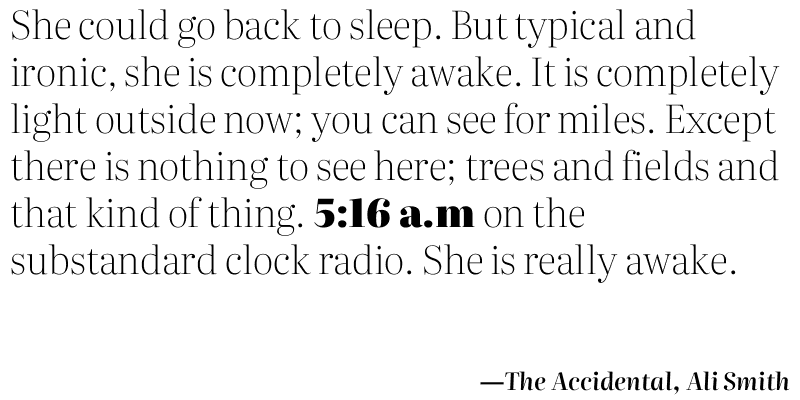 She could go back to sleep. But typical and
ironic, she is completely awake. It is completely
light outside now; you can see for miles. Except
there is nothing to see here; trees and fields and
that kind of thing. 5:16 a.m on the
substandard clock radio. She is really awake.
—The Accidental, Ali Smith